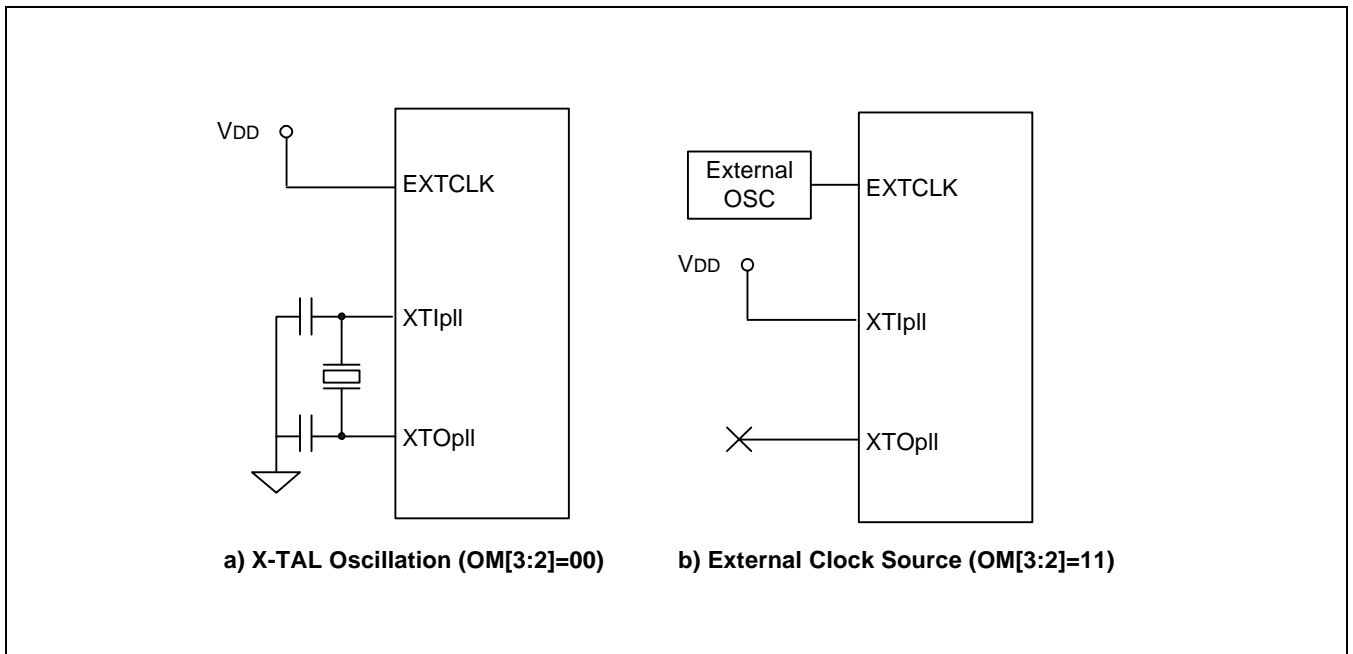 VDD
EXTCLK
XTIpll
XTOpll
a) X-TAL Oscillation (OM[3:2]=00)
External
OSC
EXTCLK
VDD
XTIpll
XTOpll
b) External Clock Source (OM[3:2]=11)